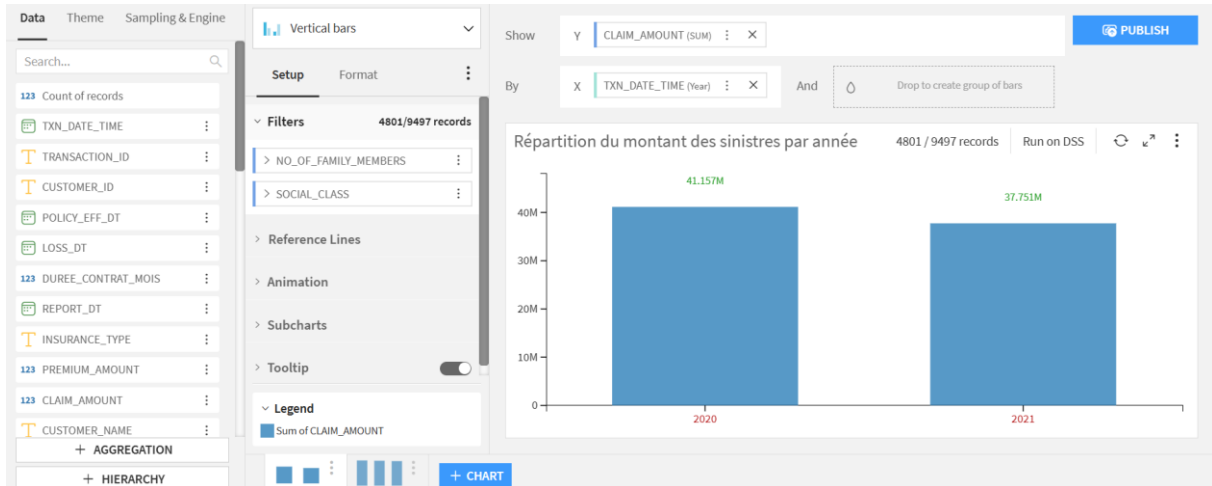 Data Theme Sampling & Engine
Search...
123 Count of records
TXN_DATE_TIME
TRANSACTION_ID
CUSTOMER_ID
POLICY_EFF_DT
LOSS_DT
123 DUREE_CONTRAT_MOIS
REPORT_DT
INSURANCE_TYPE
123 PREMIUM_AMOUNT
123 CLAIM_AMOUNT
CUSTOMER_NAME
+ AGGREGATION
+ HIERARCHY
Vertical bars
Setup Format
Filters 4801/9497 records
NO_OF_FAMILY_MEMBERS
SOCIAL_CLASS
Reference Lines
Animation
Subcharts
Tooltip
Legend
Sum of CLAIM_AMOUNT
+ CHART
Show Y CLAIM_AMOUNT (SUM)
PUBLISH
By X TXN_DATE_TIME (Year) And Drop to create group of bars
Répartition du montant des sinistres par année 4801 / 9497 records Run on DSS
41.157M
37.751M
40M
30M
20M
10M
0
2020 2021